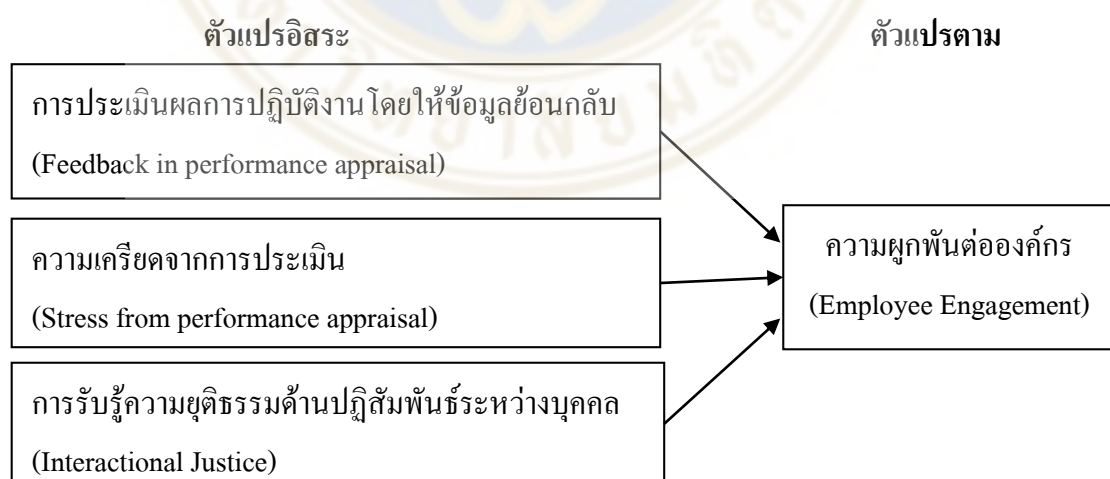 ตัวแปรอิสระ ตัวแปรตาม
การประเมินผลการปฏิบัติงานโดยให้ข้อมูลย้อนกลับ
(Feedback in performance appraisal)
ความเครียดจากการประเมิน
(Stress from performance appraisal)
การรับรู้ความยุติธรรมด้านปฏิสัมพันธ์ระหว่างบุคคล
(Interactional Justice)
ความผูกพันต่อองค์กร
(Employee Engagement)